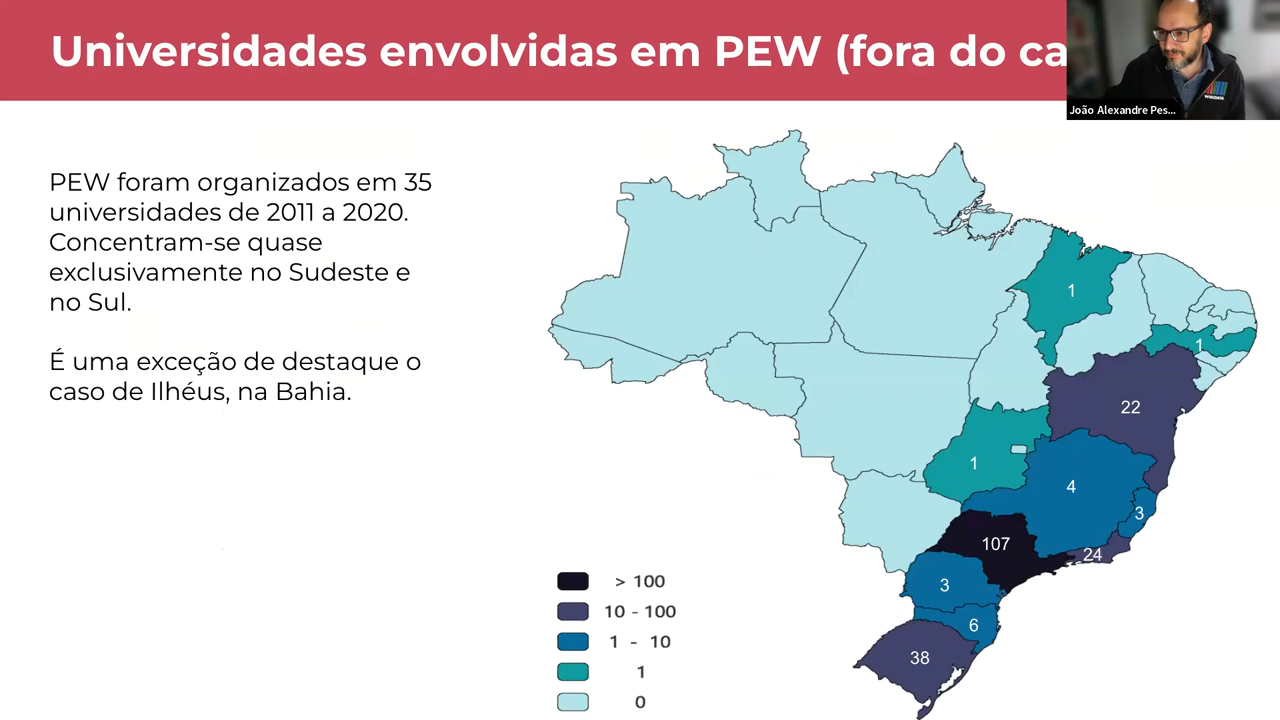 Universidades envolvidas em PEW (fora do ca
João Alexandre Pes...
WIKIDATA
PEW foram organizados em 35
universidades de 2011 a 2020.
Concentram-se quase
exclusivamente no Sudeste e
no Sul.
É uma exceção de destaque o
caso de Ilhéus, na Bahia.
1
1
22
1
4
3
107
24
3
6
38
> 100
10 - 100
1 - 10
1
0